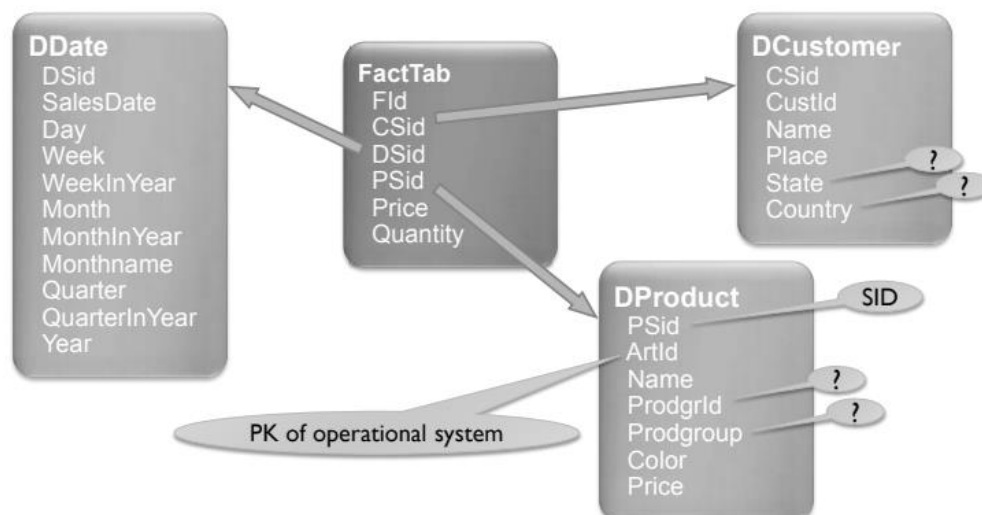 DDate
DSid
SalesDate
Day
Week
WeekInYear
Month
MonthInYear
Monthname
Quarter
QuarterInYear
Year
FactTab
FId
CSid
DSid
PSid
Price
Quantity
DCustomer
CSid
CustId
Name
Place
State
?
Country
?
DProduct
PSid
SID
ArtId
Name
ProdgrId
?
Prodgroup
?
Color
Price
PK of operational system